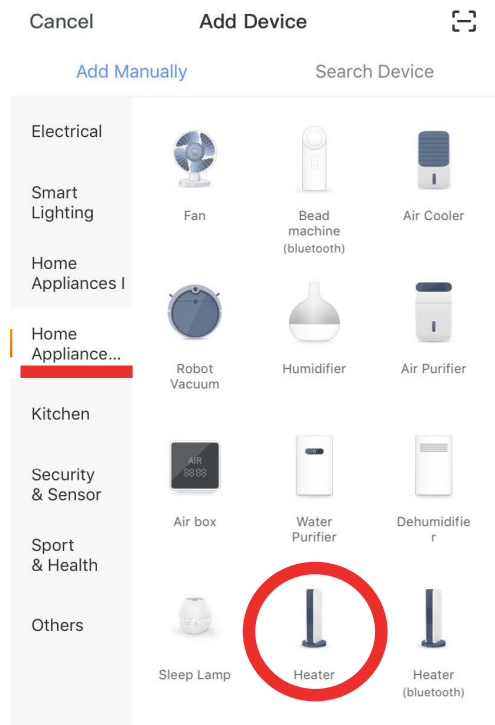 Cancel
Add Device
Add Manually
Search Device
Electrical
Smart
Lighting
Home
Appliances I
Home
Appliance...
Kitchen
Security
& Sensor
Sport
& Health
Others
Fan
Bead
machine
(bluetooth)
Air Cooler
Robot
Vacuum
Humidifier
Air Purifier
AIR
88:88
Air box
Water
Purifier
Dehumidifie
r
Sleep Lamp
Heater
Heater
(bluetooth)